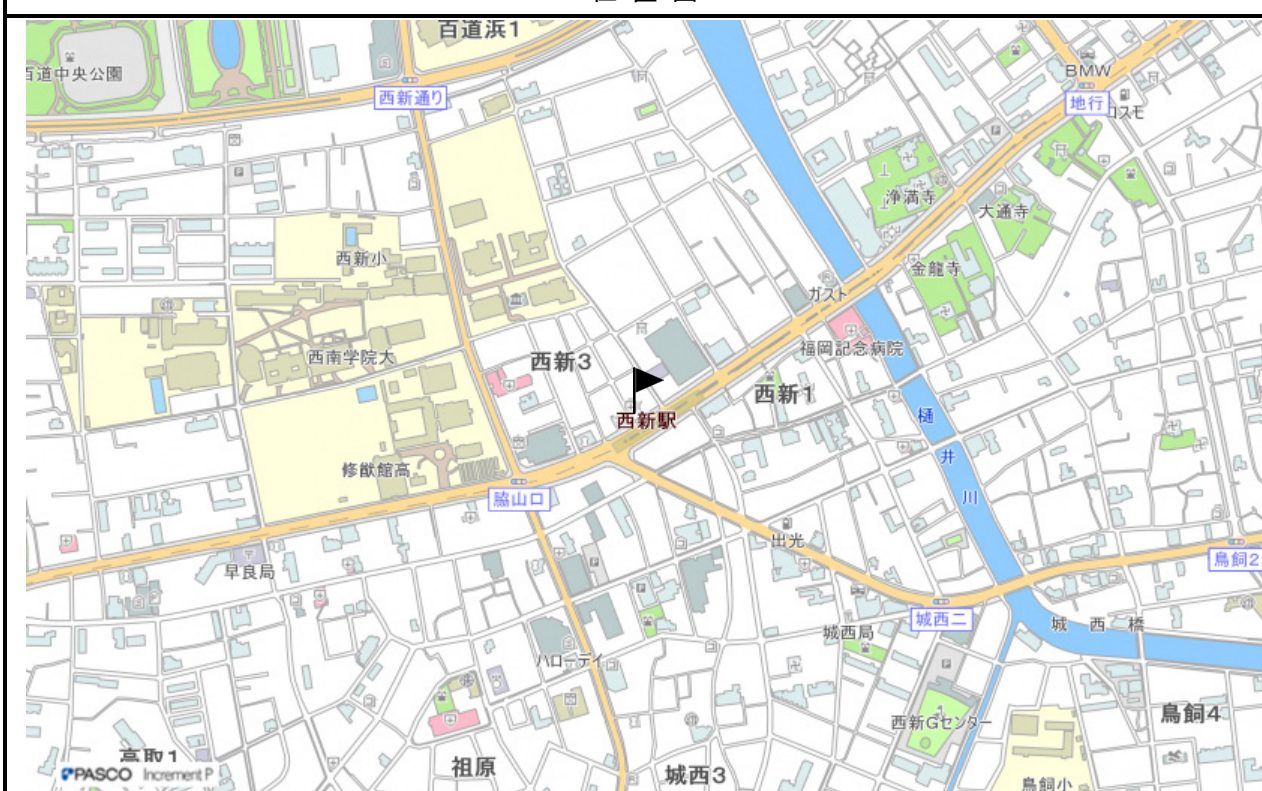 位 置 図
百道浜1
百道中央公園
西新通り
BMW
地行
コスモ
浄満寺
大通寺
西新小
金龍寺
ガスト
西南学院大
西新3
福岡記念病院
西新1
西新駅
樋
井
川
修猷館高
脇山口
出光
早良局
鳥飼2
城西二
城西局
城 西 橋
ハローデイ
西新Gセンター
鳥飼4
高取1
祖原
城西3
鳥飼小
PASCO Increment P